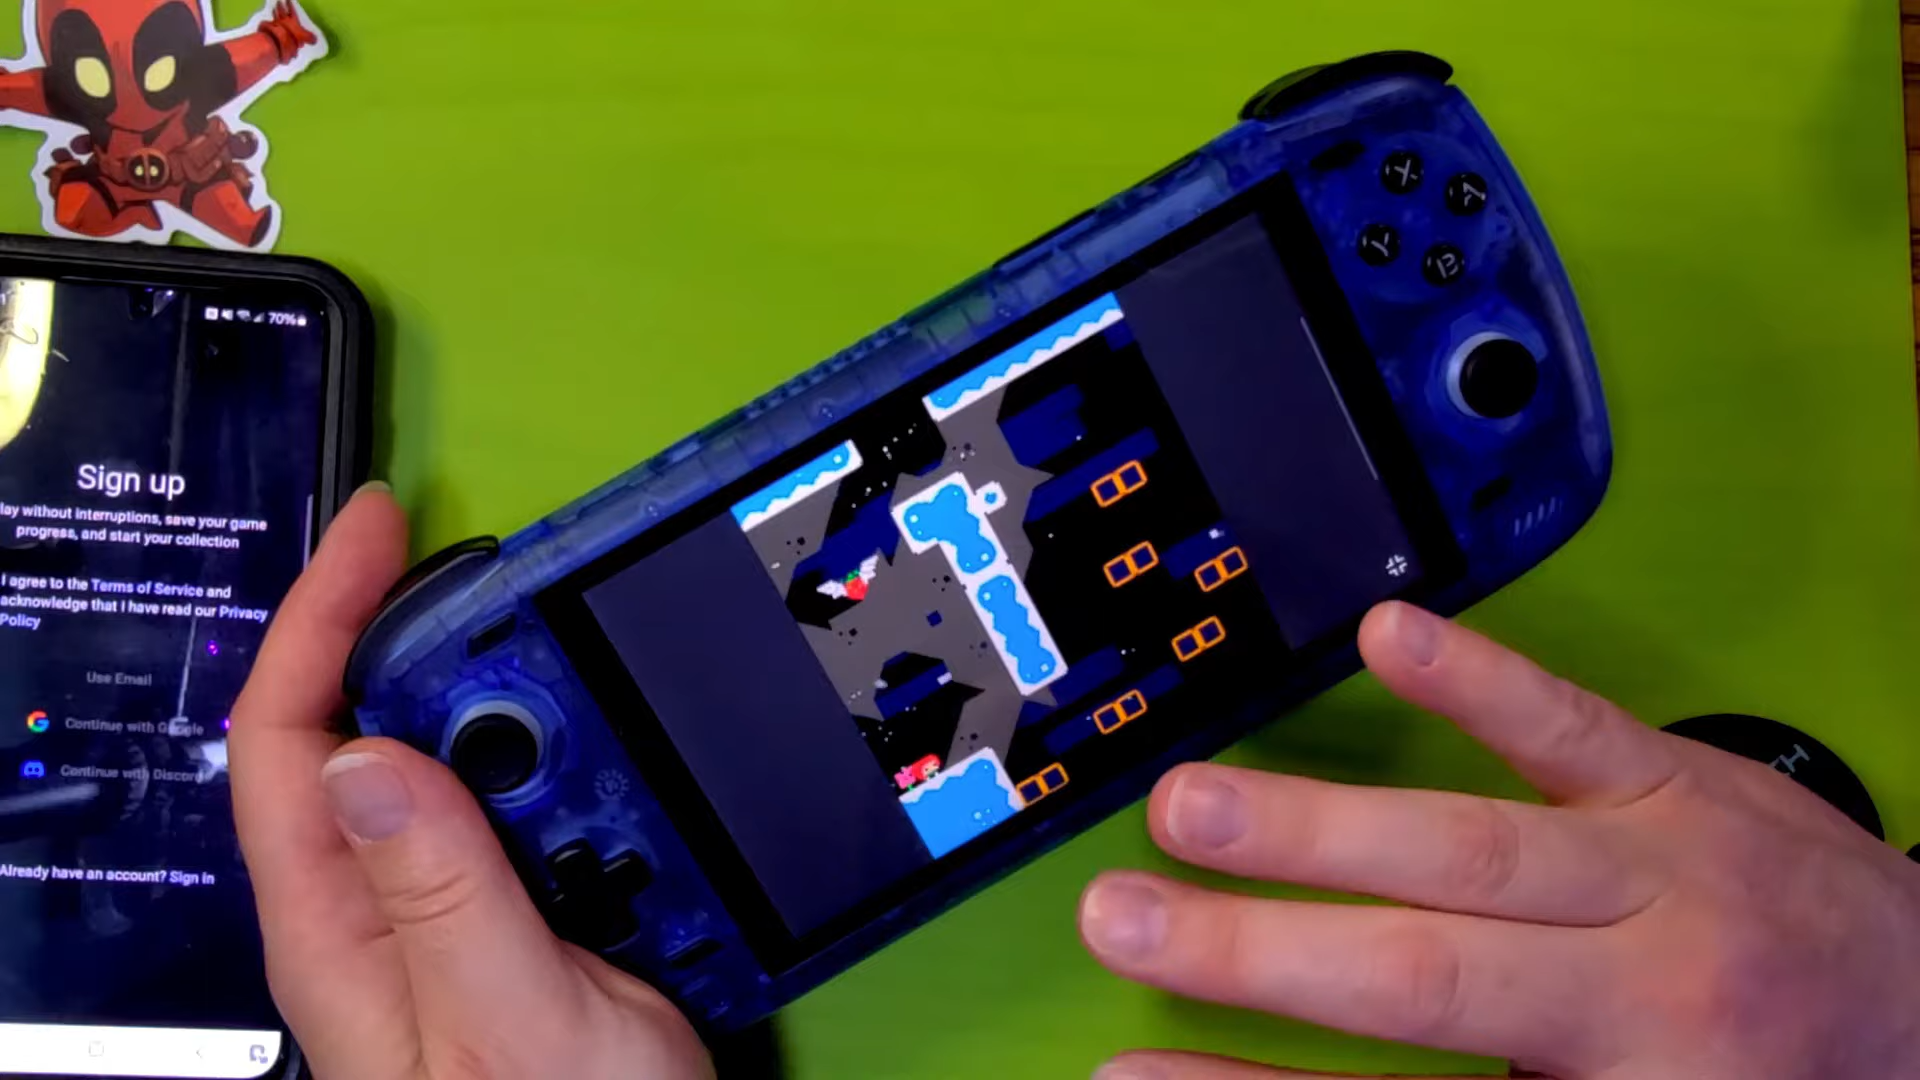 70%
Sign up
lay without interruptions, save your game
progress, and start your collection
I agree to the Terms of Service and
acknowledge that I have read our Privacy
Policy
Use Email
Continue with Google
Continue with Discord
Already have an account? Sign in
X
A
Y
B